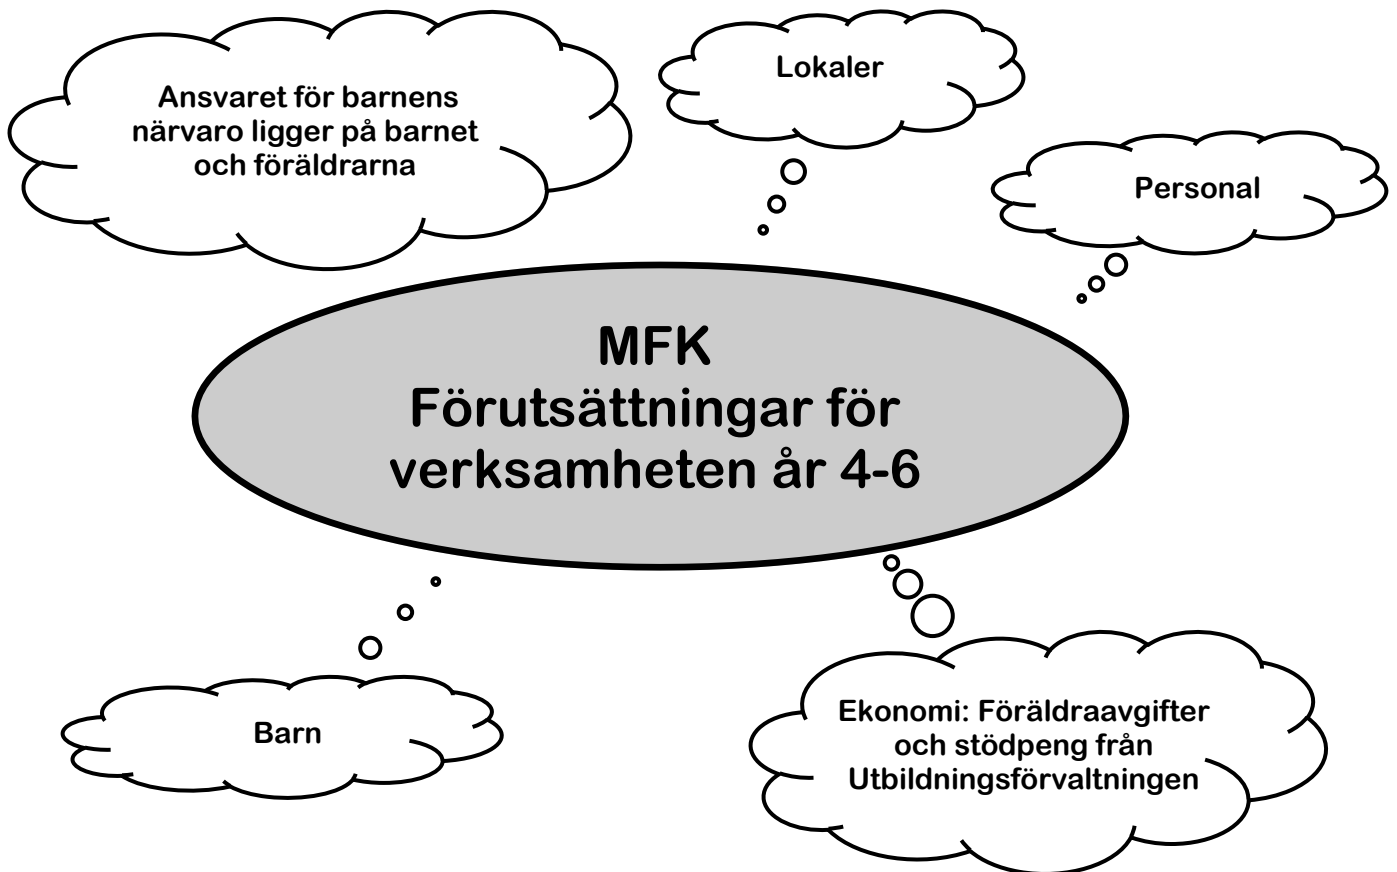 Ansvaret för barnens
närvaro ligger på barnet
och föräldrarna
Lokaler
Personal
MFK
Förutsättningar för
verksamheten år 4-6
Barn
Ekonomi: Föräldraavgifter
och stödpeng från
Utbildningsförvaltningen